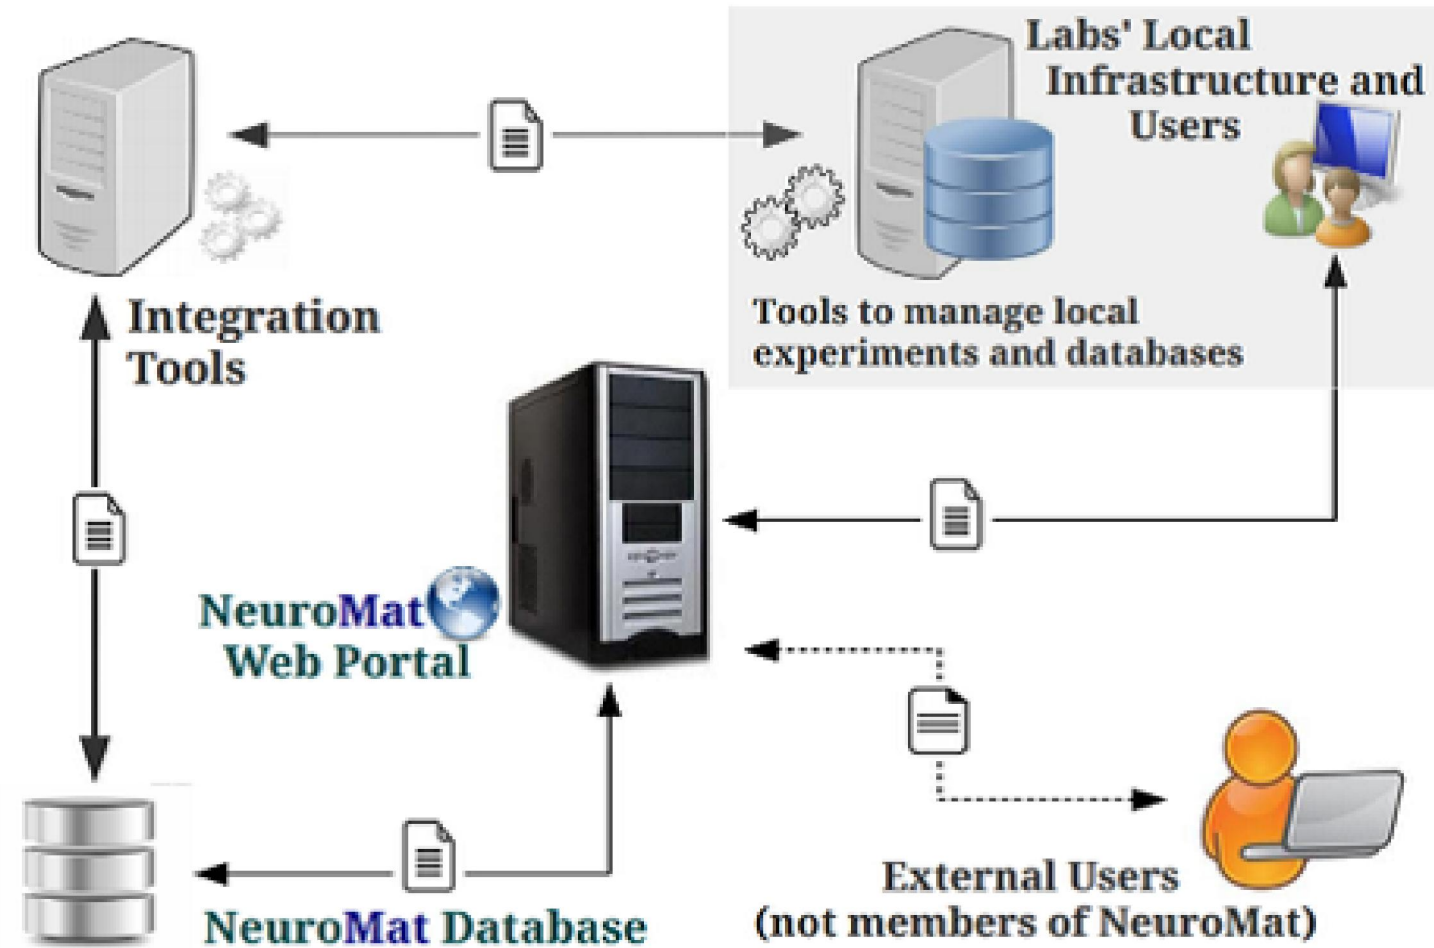 Labs' Local
Infrastructure and
Users
Integration
Tools
Tools to manage local
experiments and databases
NeuroMat
Web Portal
External Users
(not members of NeuroMat)
NeuroMat Database